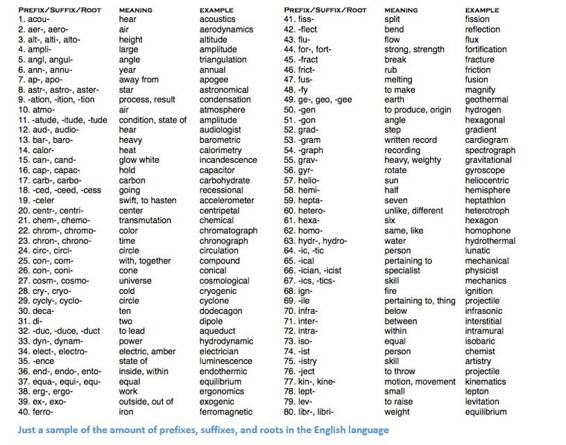 PREFIX/SUFFIX/ROOT MEANING EXAMPLE
1. acou- hear acoustics
2. aer-, aero- air aerodynamics
3. alt-, alti-, alto- height altitude
4. ampli- large amplitude
5. angl, angul- angle triangulation
6. ann-, annu- year annual
7. ap-, apo- away from apogee
8. astr-, astro-, aster- star astronomical
9. -ation, -ition, -tion process, result condensation
10. atmo- air atmosphere
11. -atude, -itude, -tude condition, state of amplitude
12. aud-, audio- hear audiologist
13. bar-, baro- heavy barometric
14. calor- heat calorimetry
15. can-, cand- glow white incandescence
16. cap-, capac- hold capacitor
17. carb-, carbo- carbon carbohydrate
18. -ced, -ceed, -cess going recessional
19. -celer swift, to hasten accelerometer
20. centr-, centri- center centripetal
21. chem-, chemo- transmutation chemical
22. chrom-, chromo- color chromatograph
23. chron-, chrono- time chronograph
24. circ-, circl- circle circulation
25. con-, com- with, together compound
26. con-, coni- cone conical
27. cosm-, cosmo- universe cosmological
28. cry-, cryo- cold cryogenic
29. cycly-, cyclo- circle cyclone
30. deca- ten dodecagon
31. di- two dipole
32. -duc, -duce, -duct to lead aqueduct
33. dyn-, dynam- power hydrodynamic
34. elect-, electro- electric, amber electrician
35. -ence state of luminescence
36. end-, endo-, ento- inside, within endothermic
37. equa-, equi-, equ- equal equilibrium
38. erg-, ergo- work ergonomics
39. ex-, exo- outside, out of exogenic
40. ferro- iron ferromagnetic
PREFIX/SUFFIX/ROOT MEANING EXAMPLE
41. fiss- split fission
42. -flect bend reflection
43. flu- flow flux
44. for-, fort- strong, strength fortification
45. -fract break fracture
46. frict- rub friction
47. fus- melting fusion
48. -fy to make magnify
49. ge-, geo, -gee earth geothermal
50. -gen to produce, origin hydrogen
51. -gon angle hexagonal
52. grad- step gradient
53. -gram written record cardiogram
54. -graph recording spectrograph
55. grav- heavy, weighty gravitational
56. gyr- rotate gyroscope
57. helio- sun heliocentric
58. hemi- half hemisphere
59. hepta- seven heptathlon
60. hetero- unlike, different heterotroph
61. hexa- six hexagon
62. homo- same, like homophone
63. hydr-, hydro- water hydrothermal
64. -ic, -tic person lunatic
65. -ical pertaining to mechanical
66. -ician, -icist specialist physicist
67. -ics, -tics- skill mechanics
68. ign- fire ignition
69. -ile pertaining to, thing projectile
70. infra- below infrasonic
71. inter- between interstitial
72. intra- within intramural
73. iso- equal isobaric
74. -ist person chemist
75. -istry skill artistry
76. -ject to throw projectile
77. kin-, kine- motion, movement kinematics
78. lept- small lepton
79. lev- to raise levitation
80. libr-, libri- weight equilibrium
Just a sample of the amount of prefixes, suffixes, and roots in the English language